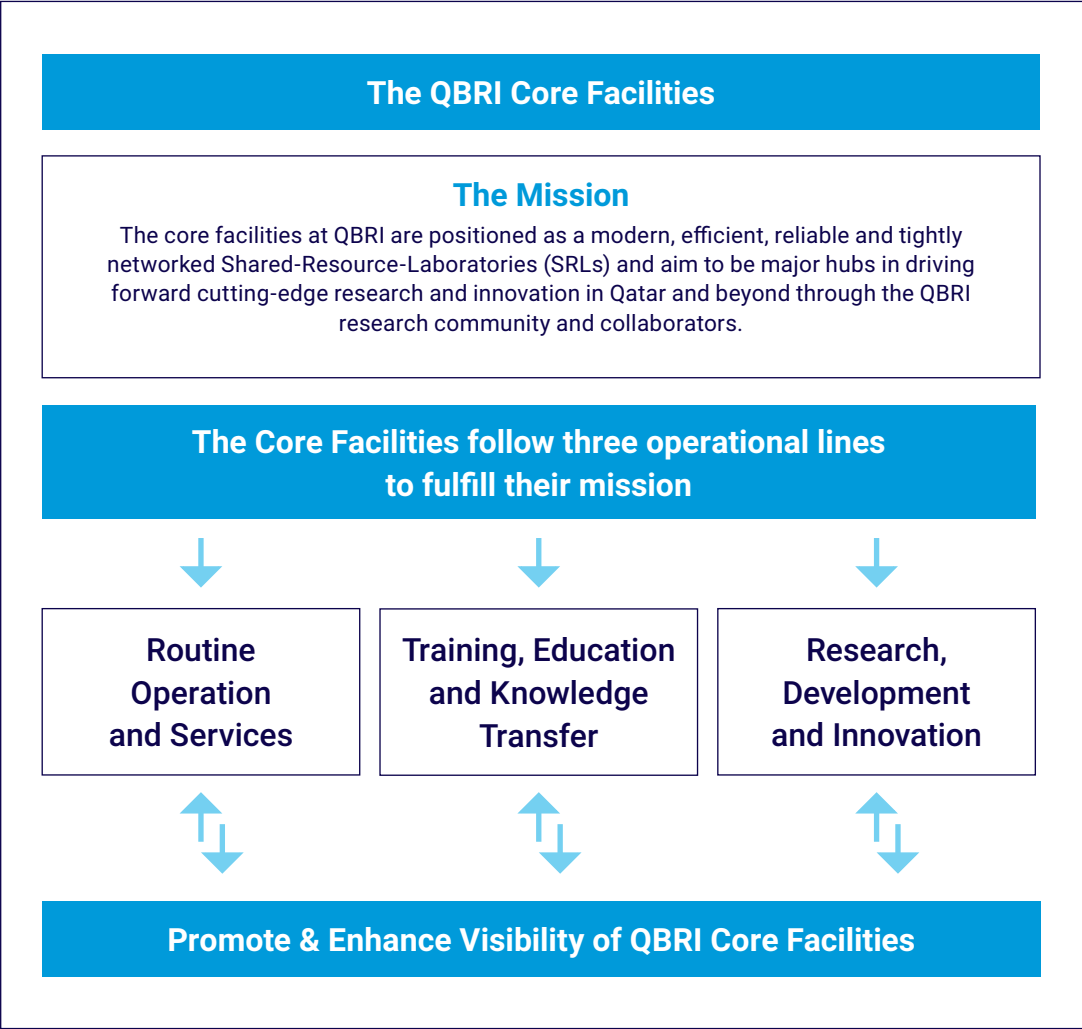 The QBRI Core Facilities
The Mission
The core facilities at QBRI are positioned as a modern, efficient, reliable and tightly
networked Shared-Resource-Laboratories (SRLs) and aim to be major hubs in driving
forward cutting-edge research and innovation in Qatar and beyond through the QBRI
research community and collaborators.
The Core Facilities follow three operational lines
to fulfill their mission
Routine
Operation
and Services
Training, Education
and Knowledge
Transfer
Research,
Development
and Innovation
Promote & Enhance Visibility of QBRI Core Facilities